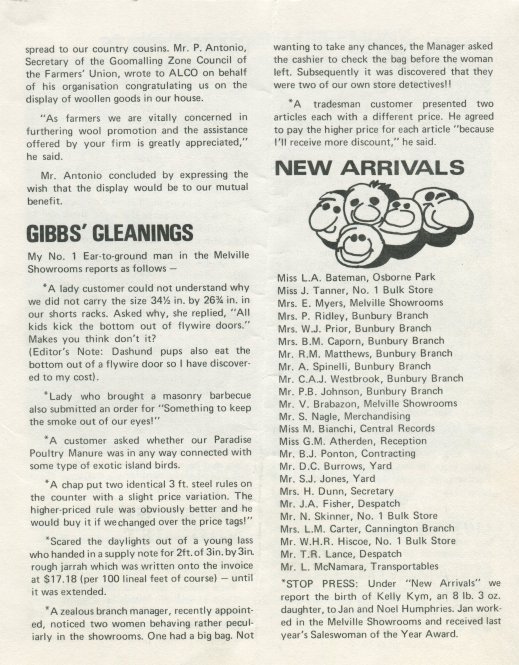 spread to our country cousins. Mr. P. Antonio,
Secretary of the Goomalling Zone Council of
the Farmers' Union, wrote to ALCO on behalf
of his organisation congratulating us on the
display of woollen goods in our house.
"As farmers we are vitally concerned in
furthering wool promotion and the assistance
offered by your firm is greatly appreciated,"
he said.
Mr. Antonio concluded by expressing the
wish that the display would be to our mutual
benefit.
GIBBS' GLEANINGS
My No. 1 Ear-to-ground man in the Melville
Showrooms reports as follows —
*A lady customer could not understand why
we did not carry the size 34½ in. by 26¾ in. in
our shorts racks. Asked why, she replied, "All
kids kick the bottom out of flywire doors."
Makes you think don't it?
(Editor's Note: Dashund pups also eat the
bottom out of a flywire door so I have discover-
ed to my cost).
*Lady who brought a masonry barbecue
also submitted an order for "Something to keep
the smoke out of our eyes!"
*A customer asked whether our Paradise
Poultry Manure was in any way connected with
some type of exotic island birds.
*A chap put two identical 3 ft. steel rules on
the counter with a slight price variation. The
higher-priced rule was obviously better and he
would buy it if we changed over the price tags!"
*Scared the daylights out of a young lass
who handed in a supply note for 2ft. of 3in. by 3in.
rough jarrah which was written onto the invoice
at $17.18 (per 100 lineal feet of course) — until
it was extended.
*A zealous branch manager, recently appoint-
ed, noticed two women behaving rather pecul-
iarly in the showrooms. One had a big bag. Not
wanting to take any chances, the Manager asked
the cashier to check the bag before the woman
left. Subsequently it was discovered that they
were two of our own store detectives!!
*A tradesman customer presented two
articles each with a different price. He agreed
to pay the higher price for each article "because
I'll receive more discount," he said.
NEW ARRIVALS
Miss L.A. Bateman, Osborne Park
Miss J. Tanner, No. 1 Bulk Store
Mrs. E. Myers, Melville Showrooms
Mrs. P. Ridley, Bunbury Branch
Mrs. W.J. Prior, Bunbury Branch
Mrs. B.M. Caporn, Bunbury Branch
Mr. R.M. Matthews, Bunbury Branch
Mr. A. Spinelli, Bunbury Branch
Mr. C.A.J. Westbrook, Bunbury Branch
Mr. P.B. Johnson, Bunbury Branch
Mr. V. Brabazon, Melville Showrooms
Mr. S. Nagle, Merchandising
Miss M. Bianchi, Central Records
Miss G.M. Atherden, Reception
Mr. B.J. Ponton, Contracting
Mr. D.C. Burrows, Yard
Mr. S.J. Jones, Yard
Mrs. H. Dunn, Secretary
Mr. J.A. Fisher, Despatch
Mr. N. Skinner, No. 1 Bulk Store
Mrs. L.M. Carter, Cannington Branch
Mr. W.H.R. Hiscoe, No. 1 Bulk Store
Mr. T.R. Lance, Despatch
Mr. L. McNamara, Transportables
*STOP PRESS: Under "New Arrivals" we
report the birth of Kelly Kym, an 8 lb. 3 oz.
daughter, to Jan and Noel Humphries. Jan work-
ed in the Melville Showrooms and received last
year's Saleswoman of the Year Award.